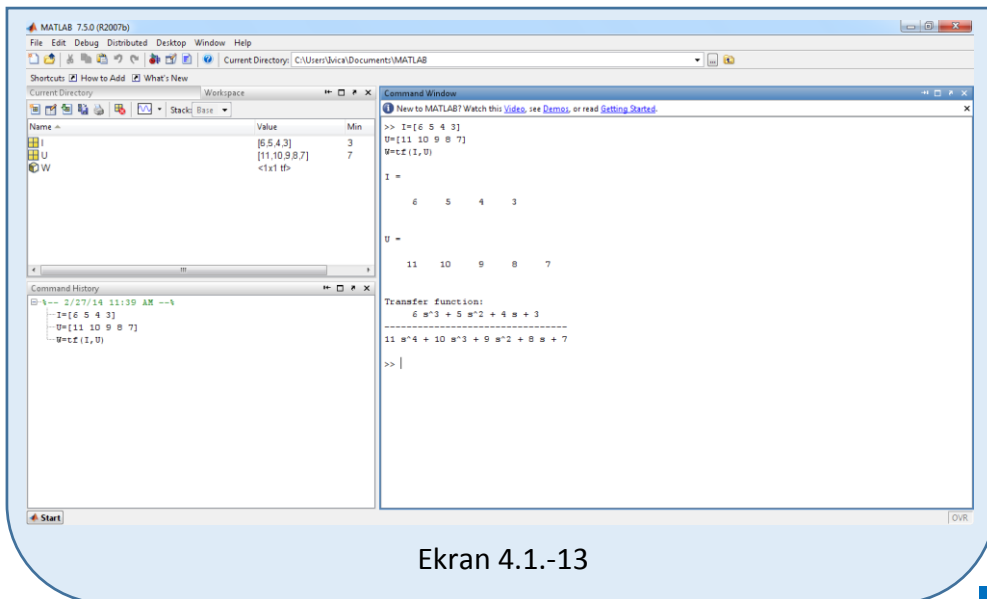 MATLAB 7.5.0 (R2007b)
File Edit Debug Distributed Desktop Window Help
Current Directory: C:\Users\Ivica\Documents\MATLAB
Shortcuts How to Add What's New
Current Directory Workspace
Stack: Base
Name Value Min
I [6,5,4,3] 3
U [11,10,9,8,7] 7
W <1x1 tf>
Command History
%-- 2/27/14 11:39 AM --%
I=[6 5 4 3]
U=[11 10 9 8 7]
W=tf(I,U)
Command Window
New to MATLAB? Watch this Video, see Demos, or read Getting Started.
>> I=[6 5 4 3]
U=[11 10 9 8 7]
W=tf(I,U)
I =
6 5 4 3
U =
11 10 9 8 7
Transfer function:
6 s^3 + 5 s^2 + 4 s + 3
---------------------------------
11 s^4 + 10 s^3 + 9 s^2 + 8 s + 7
>>
Start
OVR
Ekran 4.1.-13